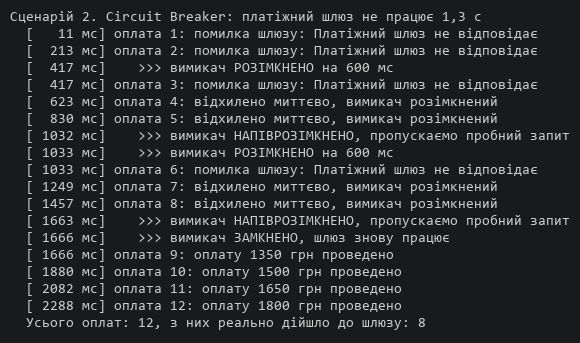 Сценарій 2. Circuit Breaker: платіжний шлюз не працює 1,3 с
[   11 мс] оплата 1: помилка шлюзу: Платіжний шлюз не відповідає
[  213 мс] оплата 2: помилка шлюзу: Платіжний шлюз не відповідає
[  417 мс]    >>> вимикач РОЗІМКНЕНО на 600 мс
[  417 мс] оплата 3: помилка шлюзу: Платіжний шлюз не відповідає
[  623 мс] оплата 4: відхилено миттєво, вимикач розімкнений
[  830 мс] оплата 5: відхилено миттєво, вимикач розімкнений
[ 1032 мс]    >>> вимикач НАПІВРОЗІМКНЕНО, пропускаємо пробний запит
[ 1033 мс]    >>> вимикач РОЗІМКНЕНО на 600 мс
[ 1033 мс] оплата 6: помилка шлюзу: Платіжний шлюз не відповідає
[ 1249 мс] оплата 7: відхилено миттєво, вимикач розімкнений
[ 1457 мс] оплата 8: відхилено миттєво, вимикач розімкнений
[ 1663 мс]    >>> вимикач НАПІВРОЗІМКНЕНО, пропускаємо пробний запит
[ 1666 мс]    >>> вимикач ЗАМКНЕНО, шлюз знову працює
[ 1666 мс] оплата 9: оплату 1350 грн проведено
[ 1880 мс] оплата 10: оплату 1500 грн проведено
[ 2082 мс] оплата 11: оплату 1650 грн проведено
[ 2288 мс] оплата 12: оплату 1800 грн проведено
Усього оплат: 12, з них реально дійшло до шлюзу: 8